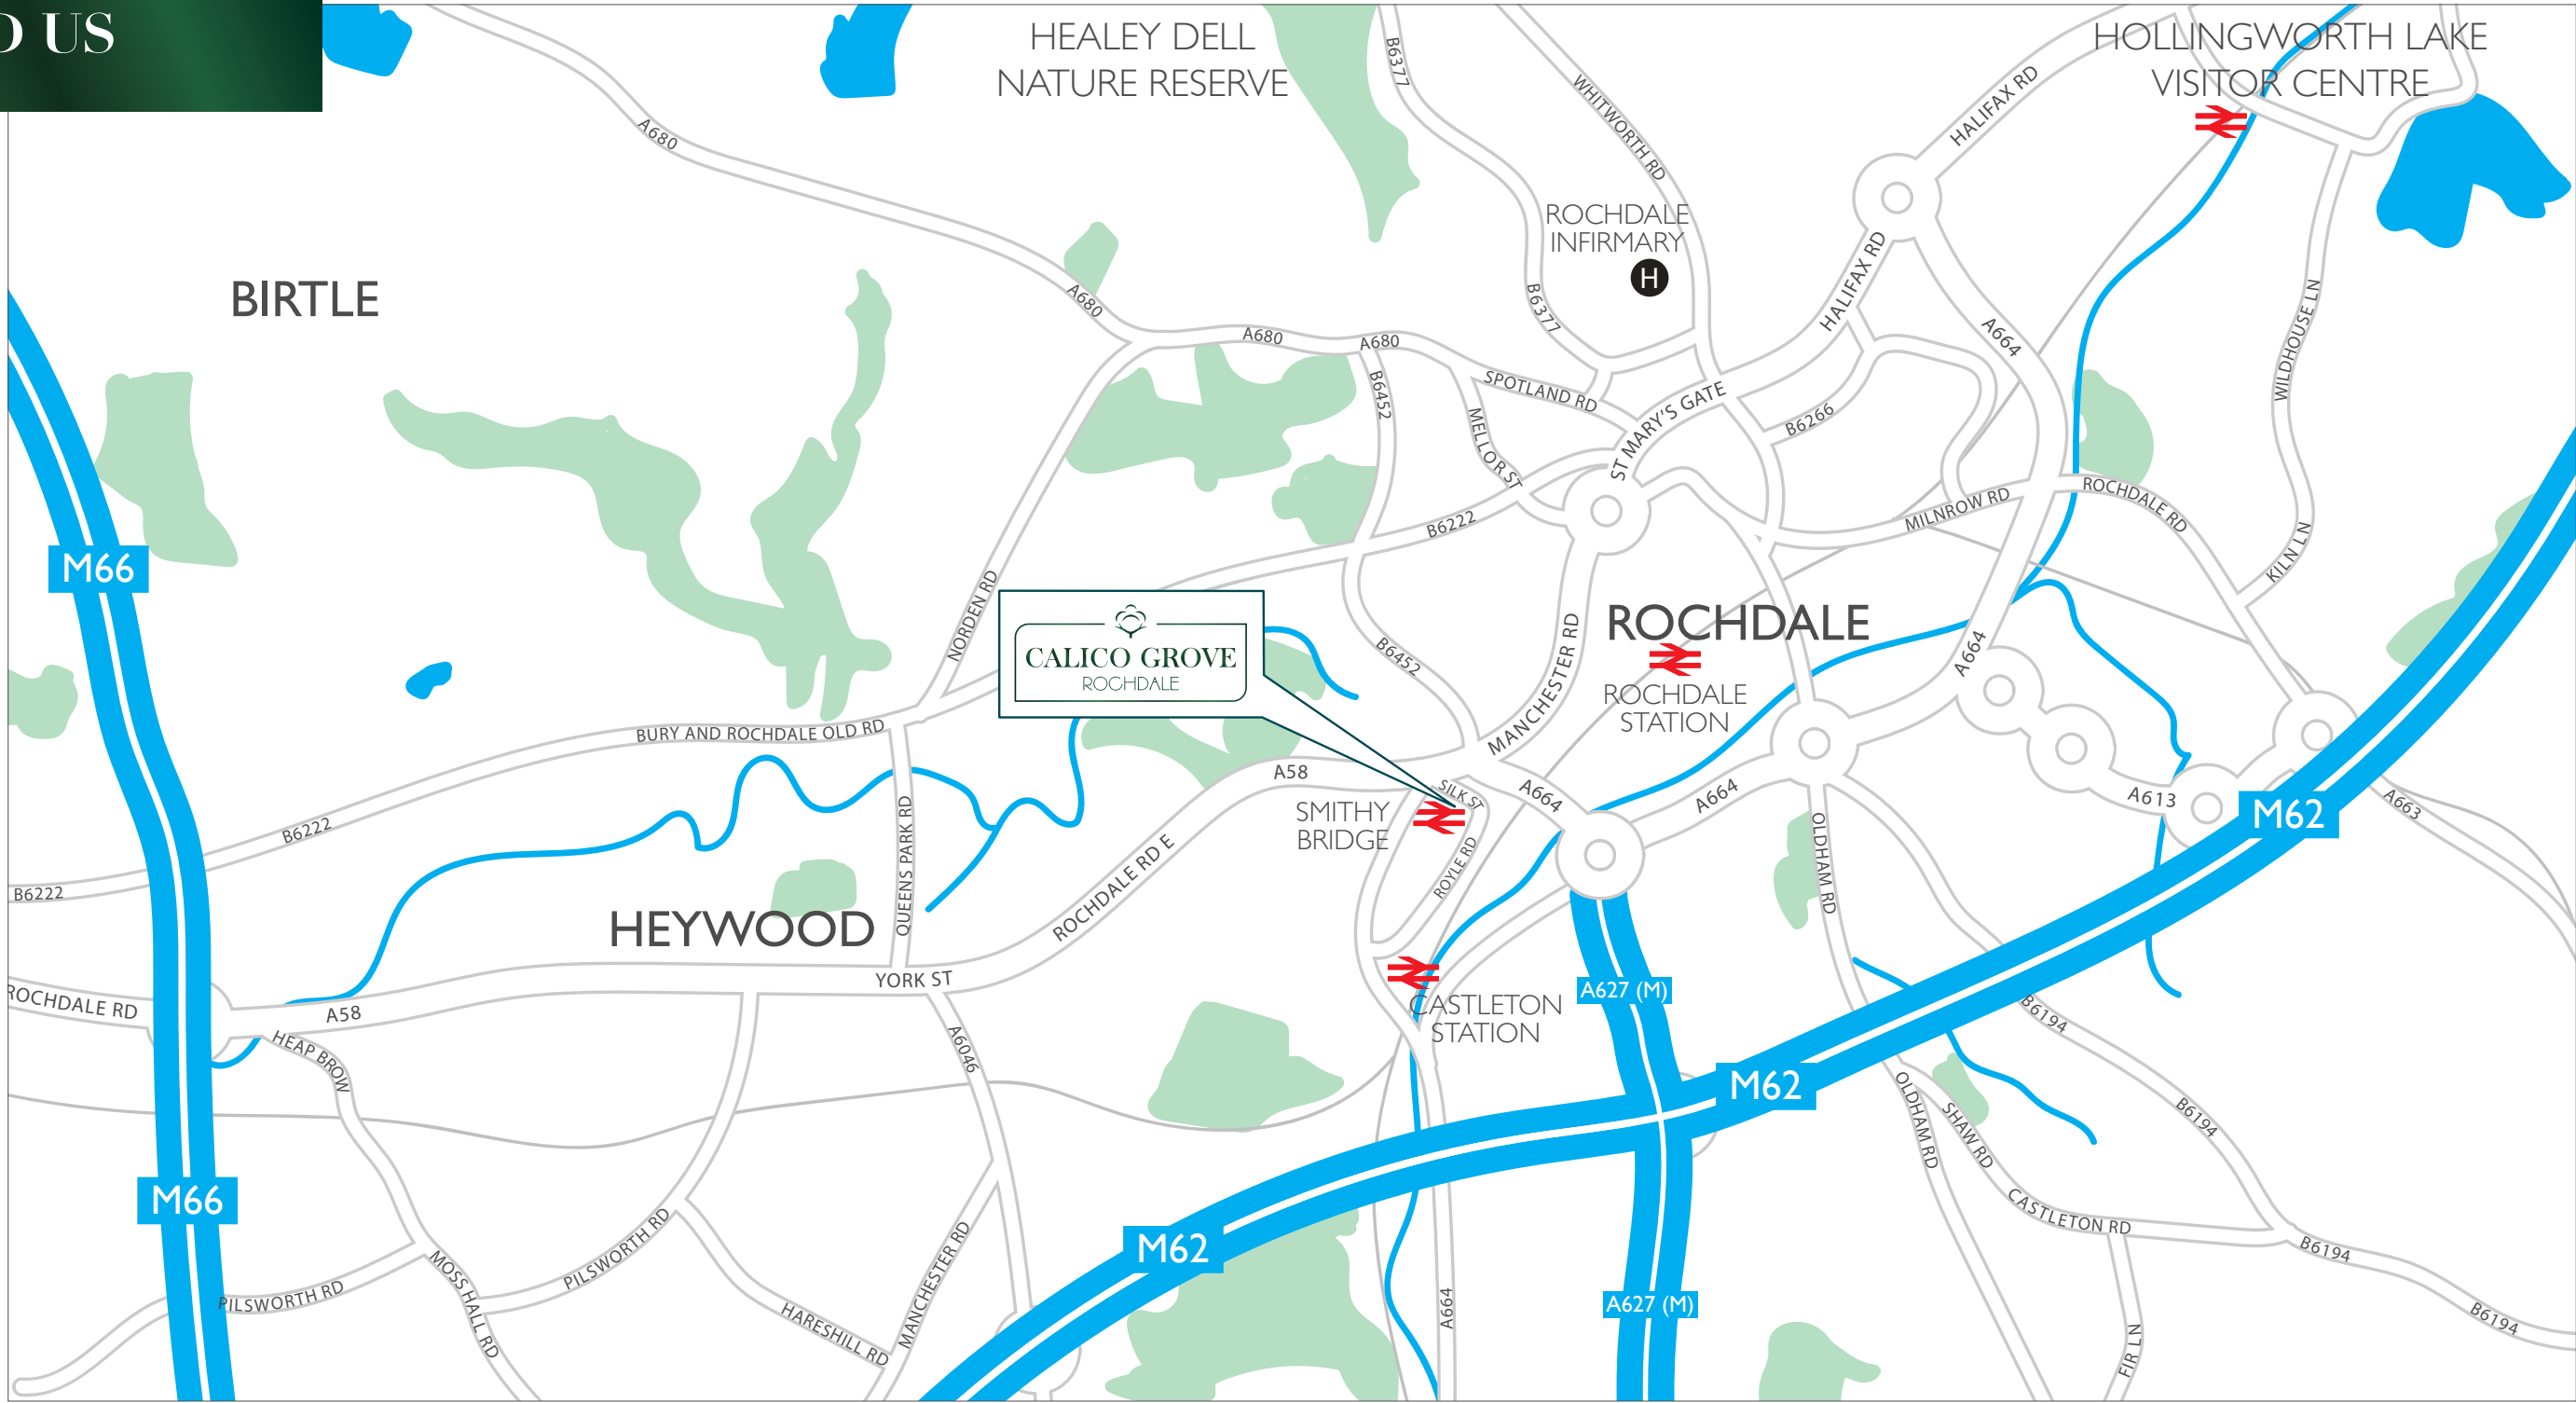 D US
HEALEY DELL
NATURE RESERVE
HOLLINGWORTH LAKE
VISITOR CENTRE
B6377
WHITWORTH RD
HALIFAX RD
A680
ROCHDALE
INFIRMARY
H
BIRTLE
A680
A680
A680
B6377
HALIFAX RD
A664
WILDHOUSE LN
B6452
SPOTLAND RD
MELLOR ST
ST MARY'S GATE
B6266
B6222
MILNROW RD
ROCHDALE RD
KILN LN
M66
NORDEN RD
CALICO GROVE
ROCHDALE
B6452
MANCHESTER RD
ROCHDALE
ROCHDALE
STATION
A664
BURY AND ROCHDALE OLD RD
A58
SILK ST
A664
A664
A613
M62
A663
SMITHY
BRIDGE
B6222
B6222
QUEENS PARK RD
ROCHDALE RD E
ROYLE RD
OLDHAM RD
HEYWOOD
YORK ST
A627 (M)
CASTLETON
STATION
ROCHDALE RD
A58
HEAP BROW
A6046
B6194
M62
OLDHAM RD
SHAW RD
B6194
M66
CASTLETON RD
M62
B6194
PILSWORTH RD
PILSWORTH RD
MOSS HALL RD
HARESHILL RD
MANCHESTER RD
A664
A627 (M)
FIR LN
B6194